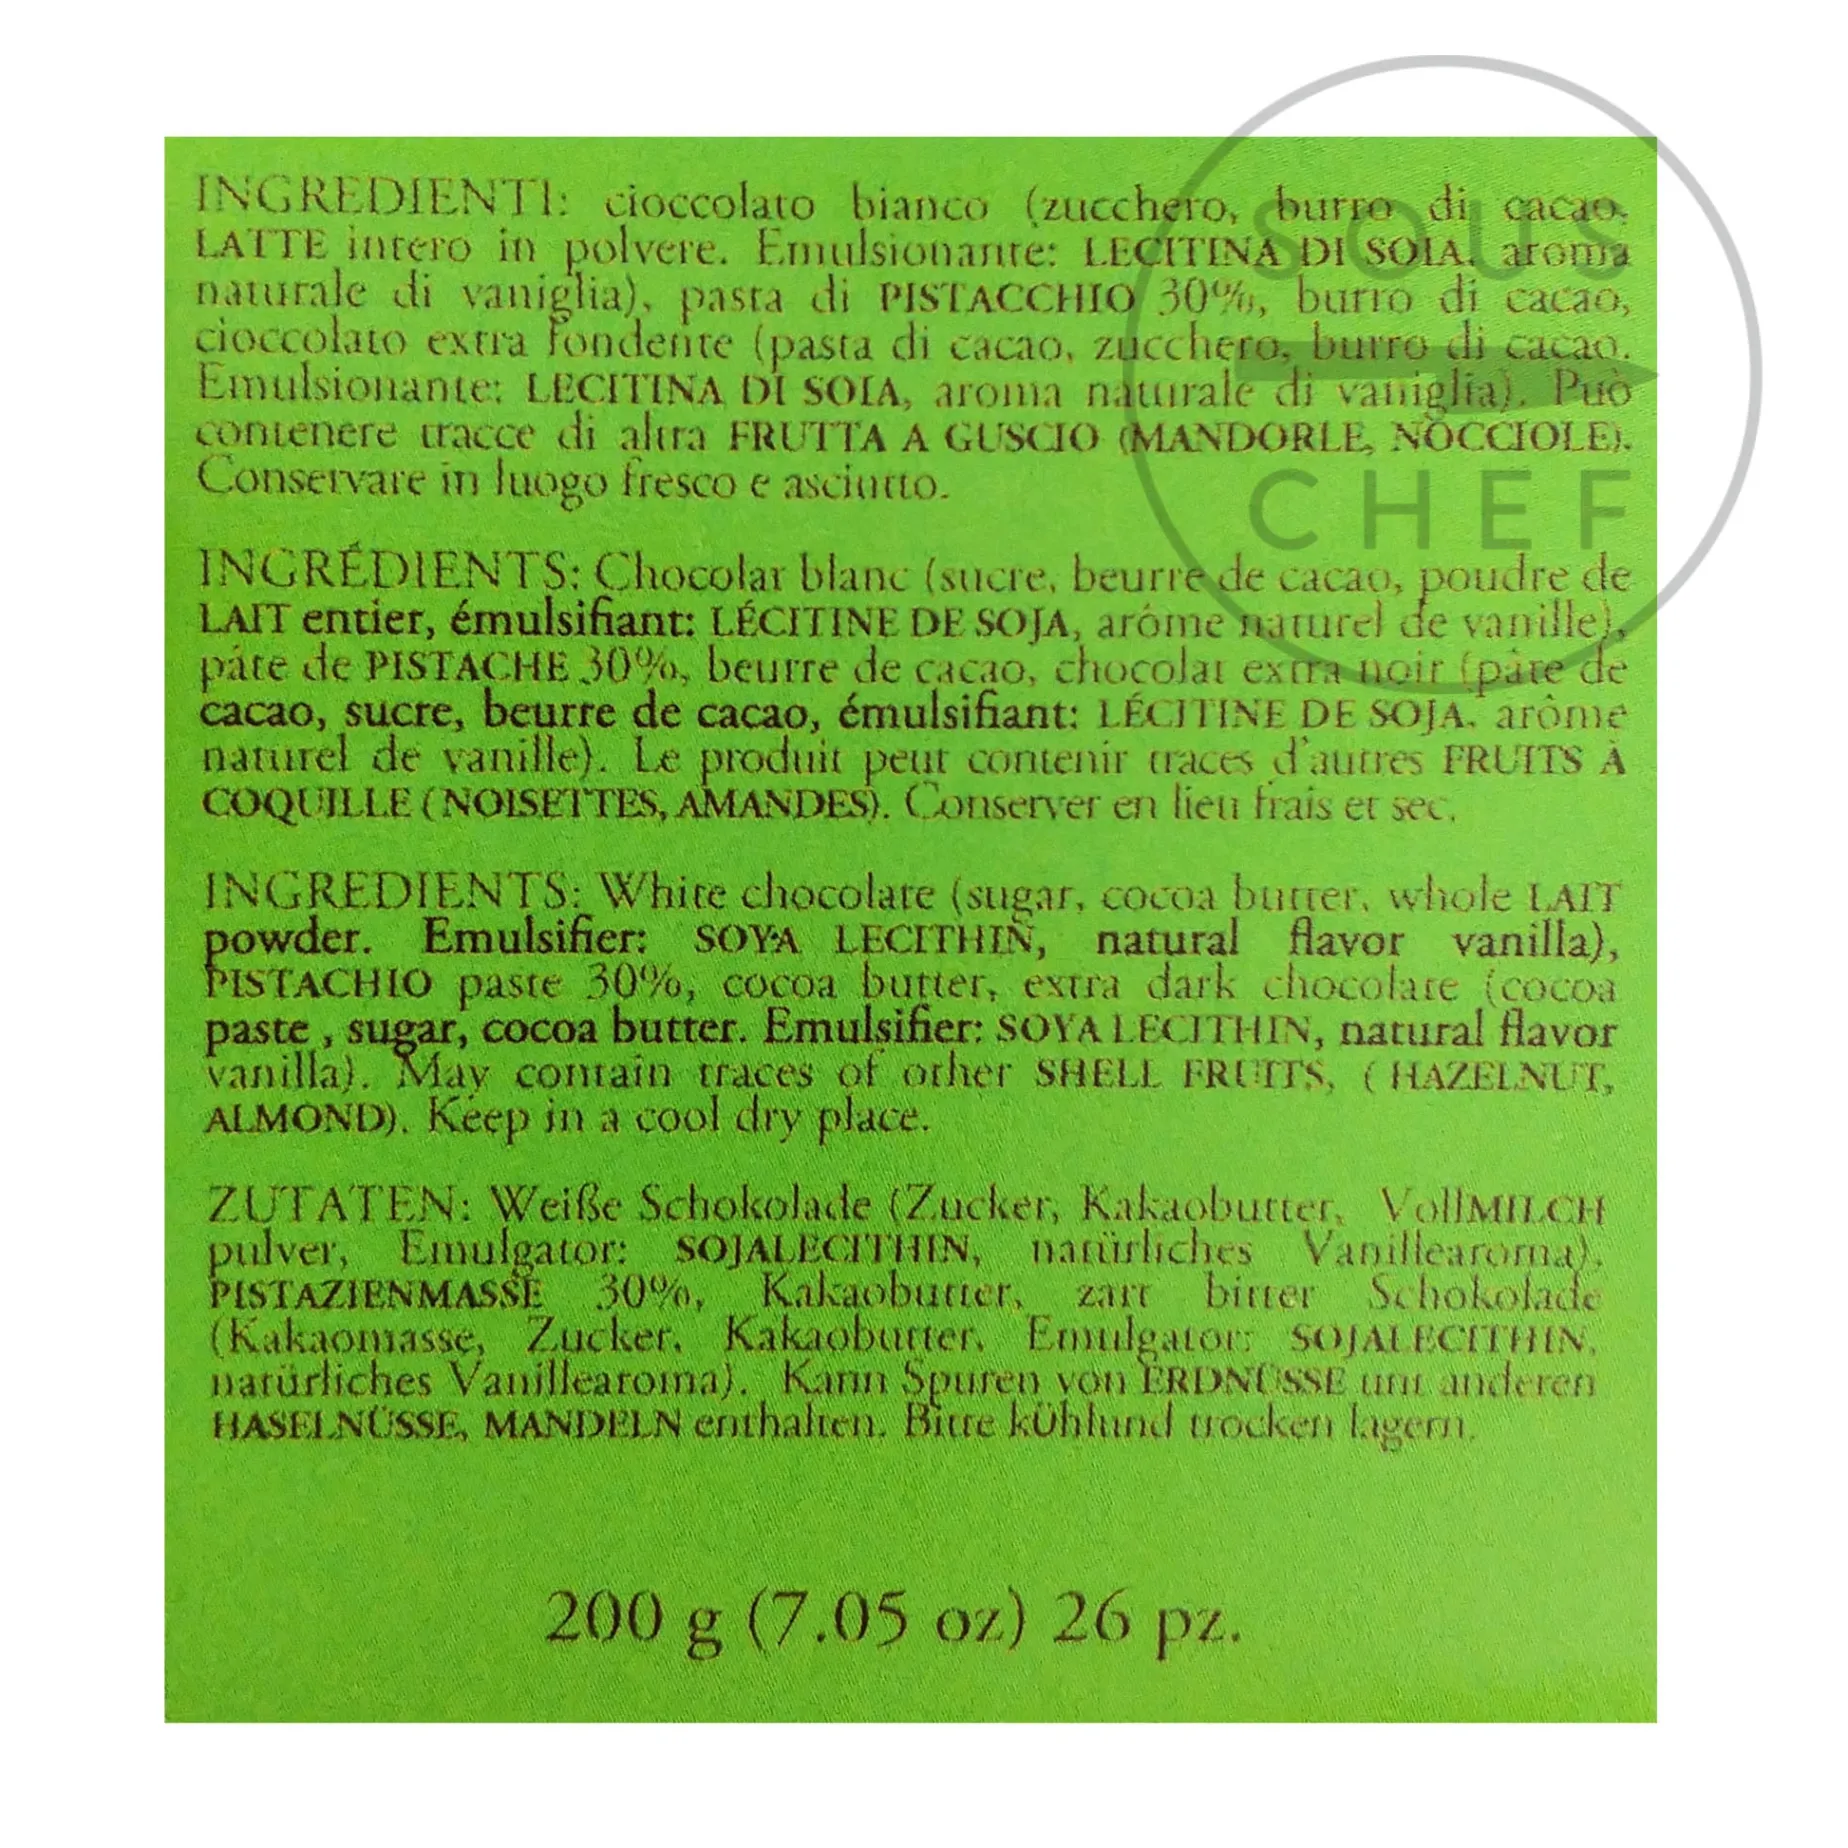 INGREDIENTI: cioccolato bianco (zucchero, burro di cacao,
LATTE intero in polvere. Emulsionante: LECITINA DI SOIA, aroma
naturale di vaniglia), pasta di PISTACCHIO 30%, burro di cacao,
cioccolato extra fondente (pasta di cacao, zucchero, burro di cacao.
Emulsionante: LECITINA DI SOIA, aroma naturale di vaniglia). Può
contenere tracce di altra FRUTTA A GUSCIO (MANDORLE, NOCCIOLE).
Conservare in luogo fresco e asciutto.
INGRÉDIENTS: Chocolat blanc (sucre, beurre de cacao, poudre de
LAIT entier, émulsifiant: LÉCITINE DE SOJA, arôme naturel de vanille),
pâte de PISTACHE 30%, beurre de cacao, chocolat extra noir (pâte de
cacao, sucre, beurre de cacao, émulsifiant: LÉCITINE DE SOJA, arôme
naturel de vanille). Le produit peut contenir traces d'autres FRUITS À
COQUILLE (NOISETTES, AMANDES). Conserver en lieu frais et sec.
INGREDIENTS: White chocolate (sugar, cocoa butter, whole LAIT
powder. Emulsifier: SOYA LECITHIN, natural flavor vanilla),
PISTACHIO paste 30%, cocoa butter, extra dark chocolate (cocoa
paste , sugar, cocoa butter. Emulsifier: SOYA LECITHIN, natural flavor
vanilla). May contain traces of other SHELL FRUITS, ( HAZELNUT,
ALMOND). Keep in a cool dry place.
ZUTATEN: Weiße Schokolade (Zucker, Kakaobutter, VollMILCH
pulver, Emulgator: SOJALECITHIN, natürliches Vanillearoma),
PISTAZIENMASSE 30%, Kakaobutter, zart bitter Schokolade
(Kakaomasse, Zucker, Kakaobutter, Emulgator: SOJALECITHIN,
natürliches Vanillearoma). Kann Spuren von ERDNÜSSE unt anderen
HASELNÜSSE, MANDELN enthalten. Bitte kÜhlund trocken lagern.
200 g (7.05 oz) 26 pz.
SOUS
CHEF